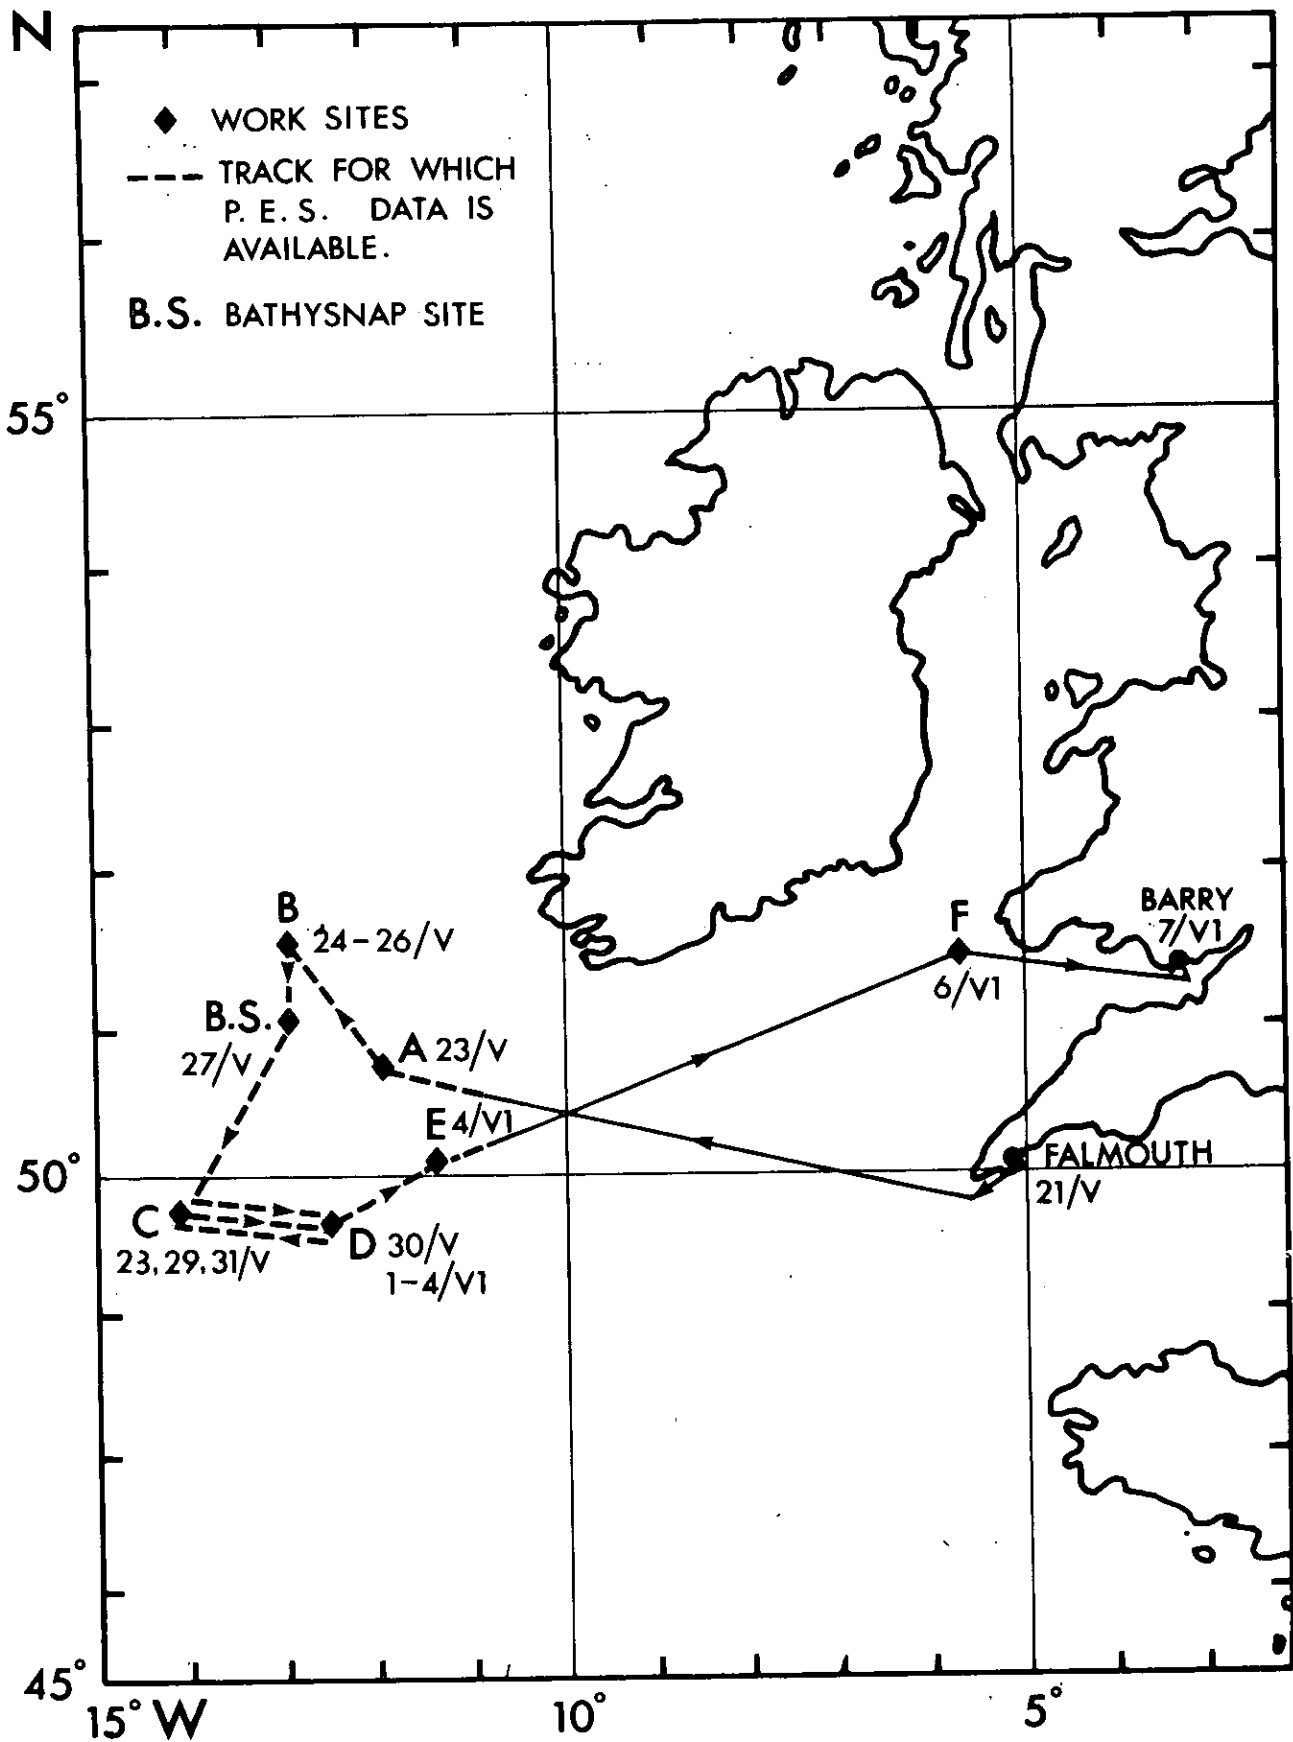 N
WORK SITES
TRACK FOR WHICH
P. E. S. DATA IS
AVAILABLE.
B.S. BATHYSNAP SITE
55°
B
24-26/V
B.S.
27/V
A 23/V
E 4/V1
F
6/V1
BARRY
7/V1
50°
FALMOUTH
21/V
C
23,29,31/V
D 30/V
1-4/V1
45°
15° W
10°
5°